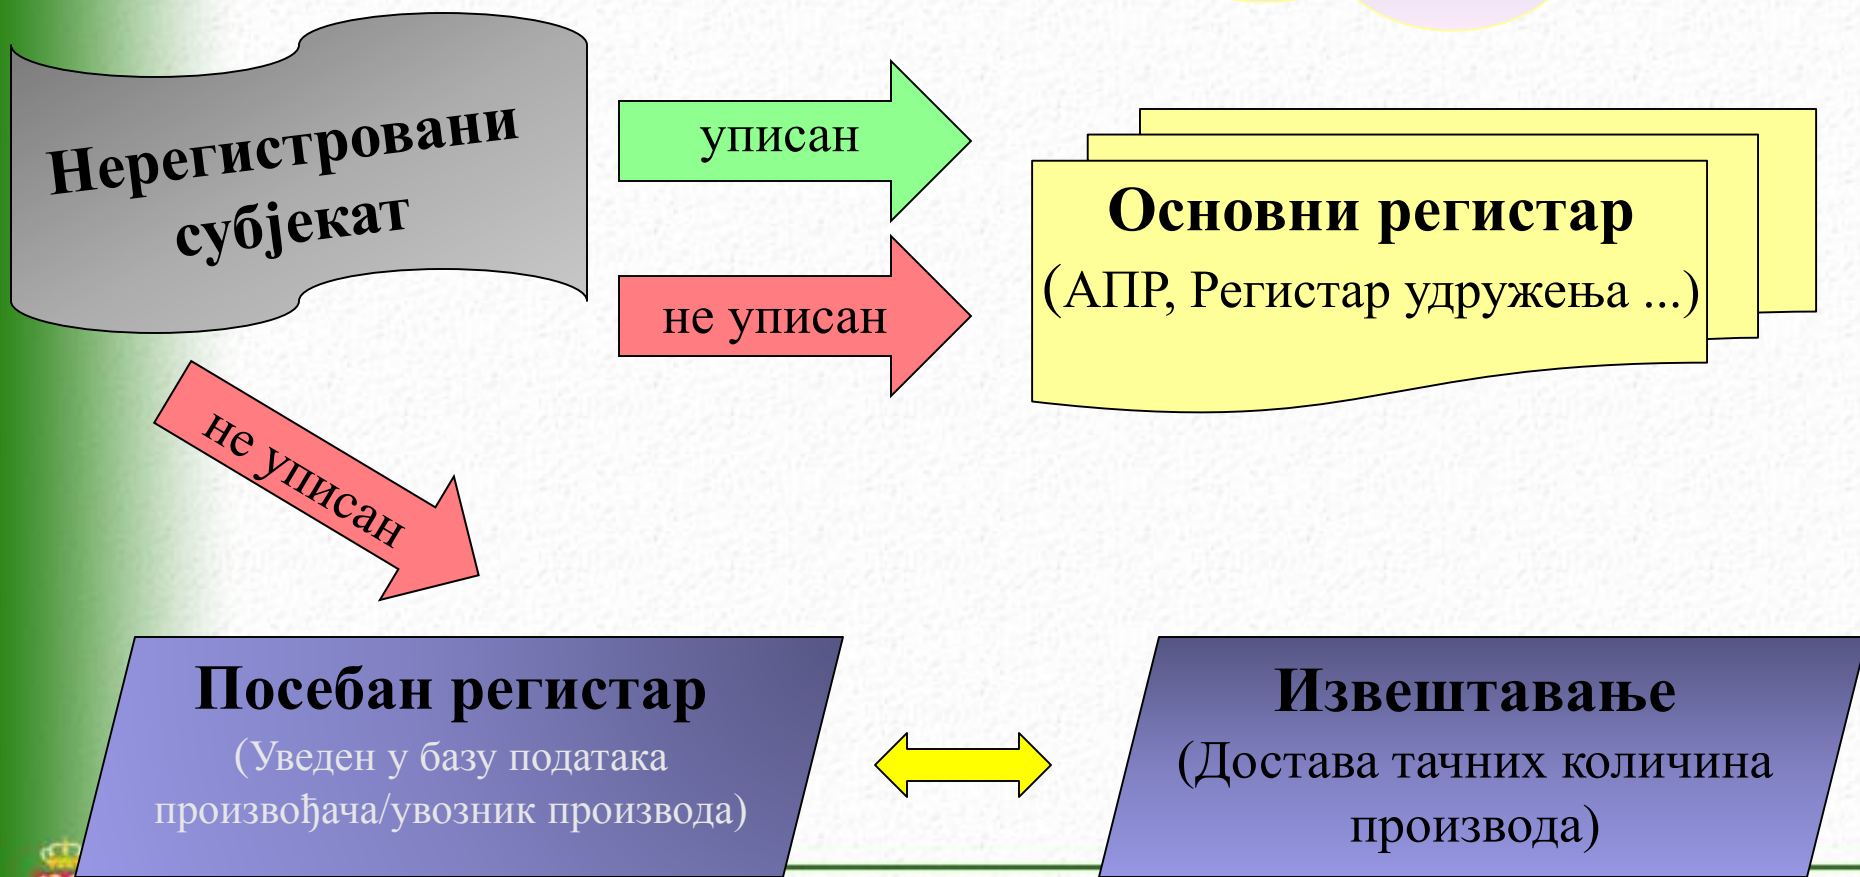 Нерегистровани
субјекат
уписан
не уписан
Основни регистар
(АПР, Регистар удружења ...)
не уписан
Посебан регистар
(Уведен у базу података
произвођача/увозник производа)
Извештавање
(Достава тачних количина
производа)